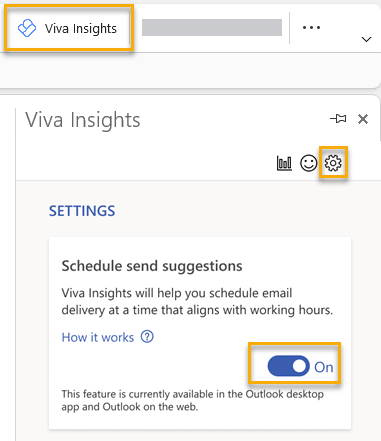 Viva Insights
Viva Insights
SETTINGS
Schedule send suggestions
Viva Insights will help you schedule email
delivery at a time that aligns with working hours.
How it works
On
This feature is currently available in the Outlook desktop
app and Outlook on the web.